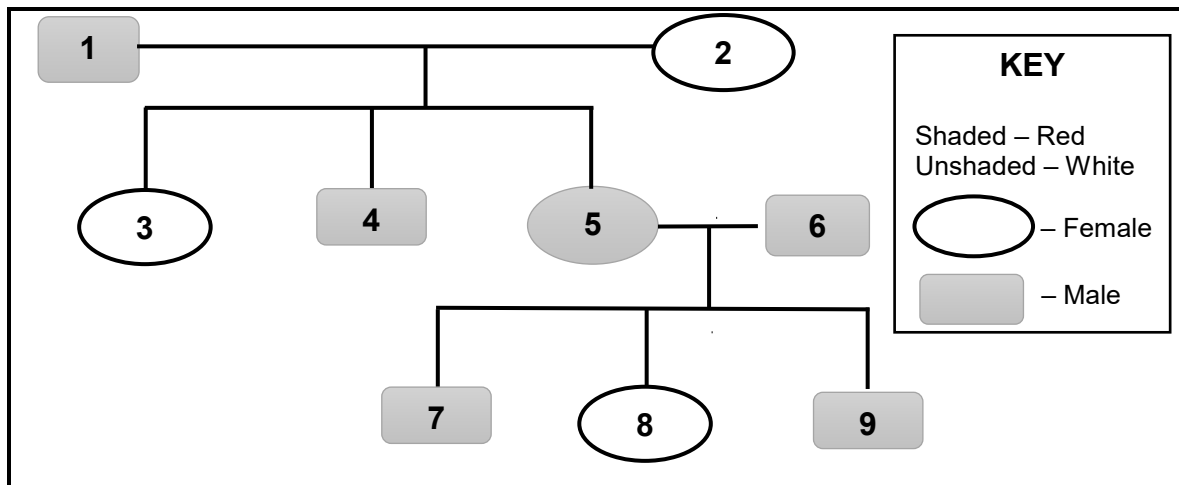 1
2
KEY
Shaded – Red
Unshaded – White
3
4
5
6
– Female
– Male
7
8
9